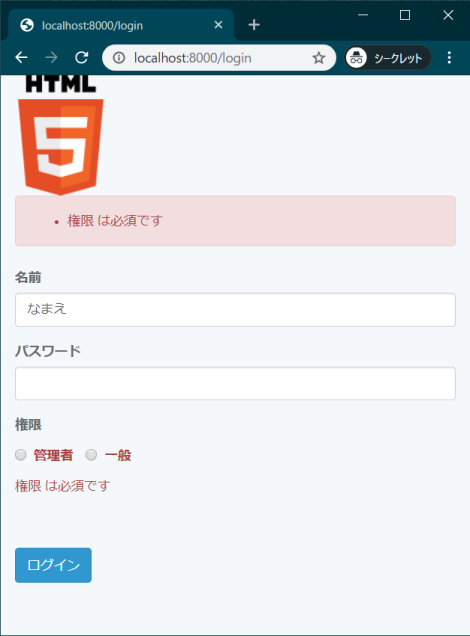 localhost:8000/login
localhost:8000/login
シークレット
HTML
5
・権限 は必須です
名前
なまえ
パスワード
権限
管理者 一般
権限 は必須です
ログイン